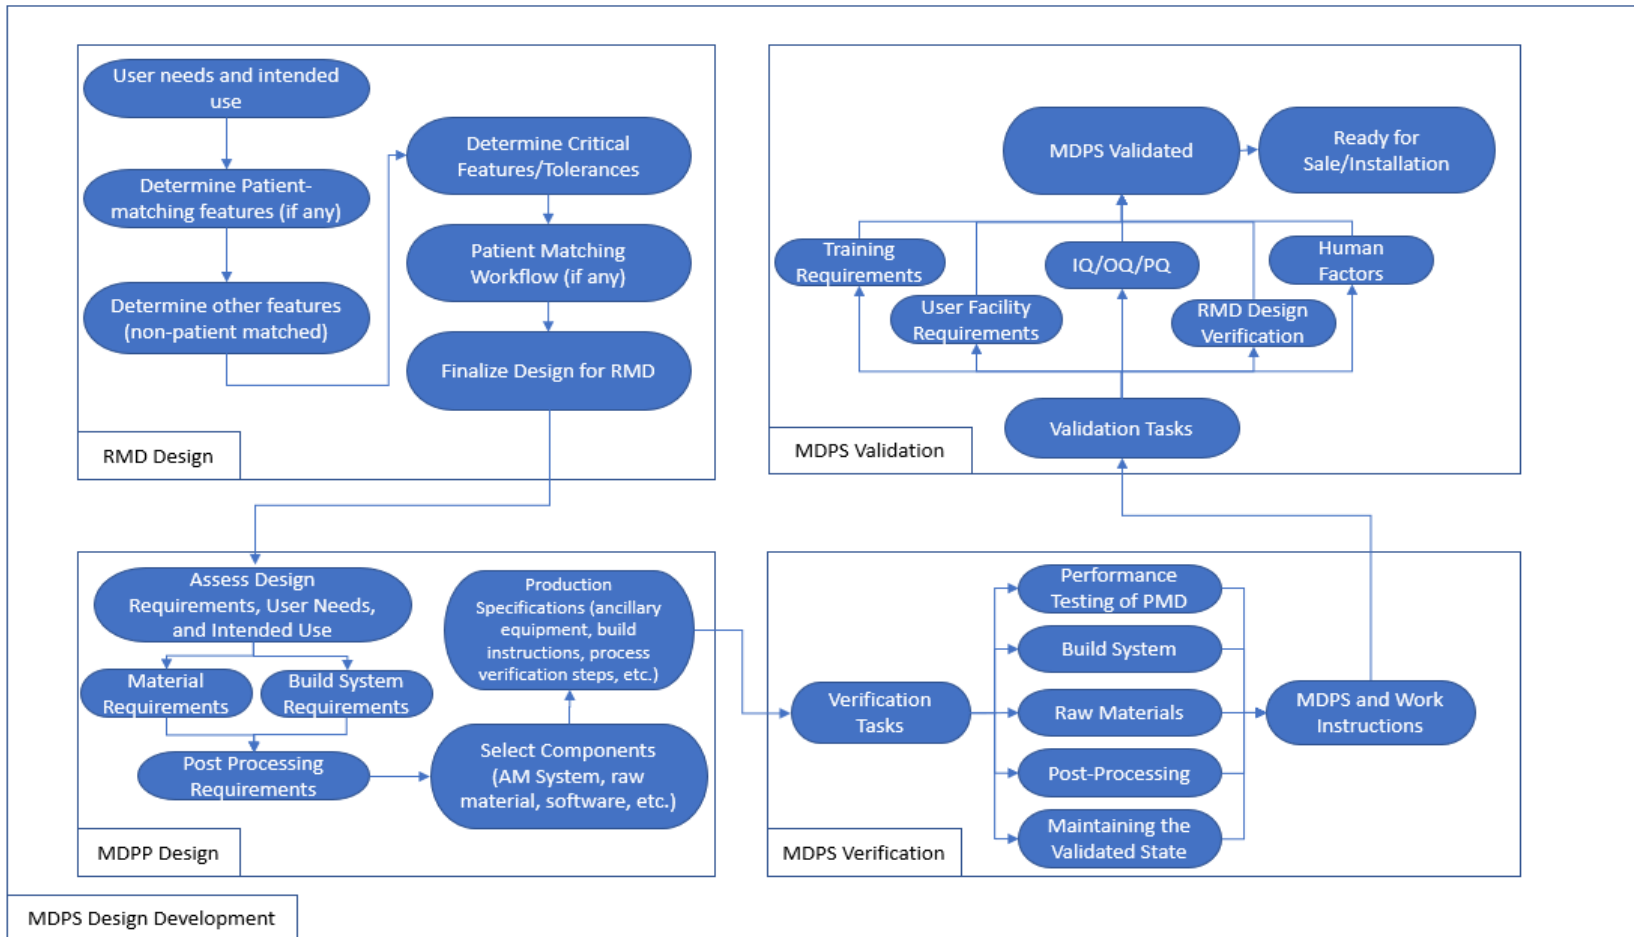 User needs and intended
use
Determine Patient-
matching features (if any)
Determine other features
(non-patient matched)
Determine Critical
Features/Tolerances
Patient Matching
Workflow (if any)
Finalize Design for RMD
RMD Design
Assess Design
Requirements, User Needs,
and Intended Use
Material
Requirements
Build System
Requirements
Post Processing
Requirements
Select Components
(AM System, raw
material, software, etc.)
Production
Specifications (ancillary
equipment, build
instructions, process
verification steps, etc.)
MDPP Design
Verification
Tasks
Performance
Testing of PMD
Build System
Raw Materials
Post-Processing
Maintaining the
Validated State
MDPS and Work
Instructions
MDPS Verification
Validation Tasks
Training
Requirements
User Facility
Requirements
IQ/OQ/PQ
RMD Design
Verification
Human
Factors
MDPS Validated
Ready for
Sale/Installation
MDPS Validation
MDPS Design Development